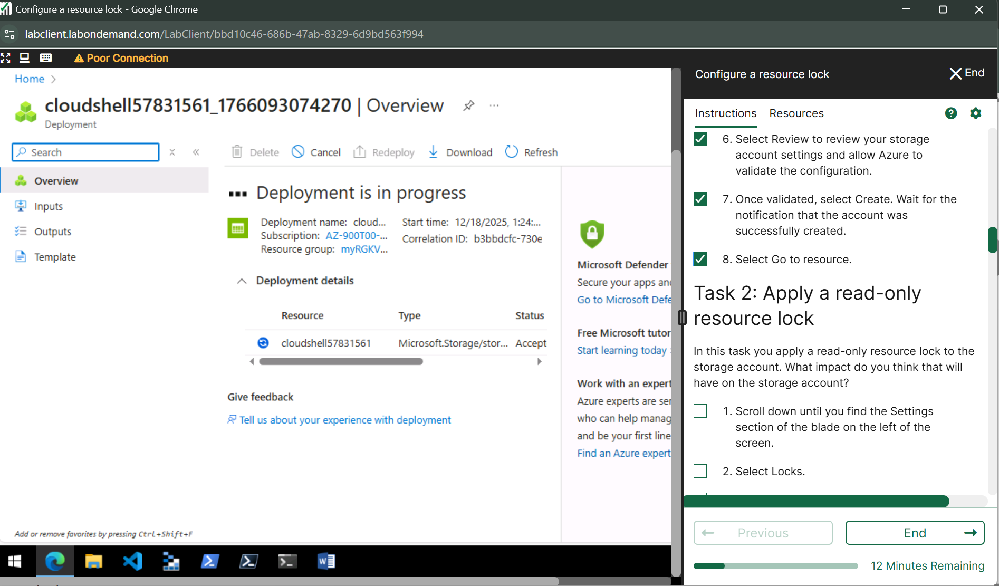 Configure a resource lock - Google Chrome
labclient.labondemand.com/LabClient/bbd10c46-686b-47ab-8329-6d9bd563f994
Poor Connection
Home >
cloudshell57831561_1766093074270 | Overview ...
Deployment
Search
Delete Cancel Redeploy Download Refresh
Overview
Inputs
Outputs
Template
Deployment is in progress
Deployment name: cloud...
Subscription: AZ-900T00-...
Resource group: myRGKV...
Start time: 12/18/2025, 1:24:...
Correlation ID: b3bbdcfc-730e
Deployment details
Resource Type Status
cloudshell57831561 Microsoft.Storage/stor... Accept
Give feedback
Tell us about your experience with deployment
Microsoft Defender
Secure your apps and
Go to Microsoft Defe
Free Microsoft tutor
Start learning today
Work with an expert
Azure experts are ser
who can help manag
and be your first line
Find an Azure expert
Add or remove favorites by pressing Ctrl+Shift+F
Configure a resource lock
End
Instructions Resources
6. Select Review to review your storage
account settings and allow Azure to
validate the configuration.
7. Once validated, select Create. Wait for the
notification that the account was
successfully created.
8. Select Go to resource.
Task 2: Apply a read-only
resource lock
In this task you apply a read-only resource lock to the
storage account. What impact do you think that will
have on the storage account?
1. Scroll down until you find the Settings
section of the blade on the left of the
screen.
2. Select Locks.
Previous
End
12 Minutes Remaining